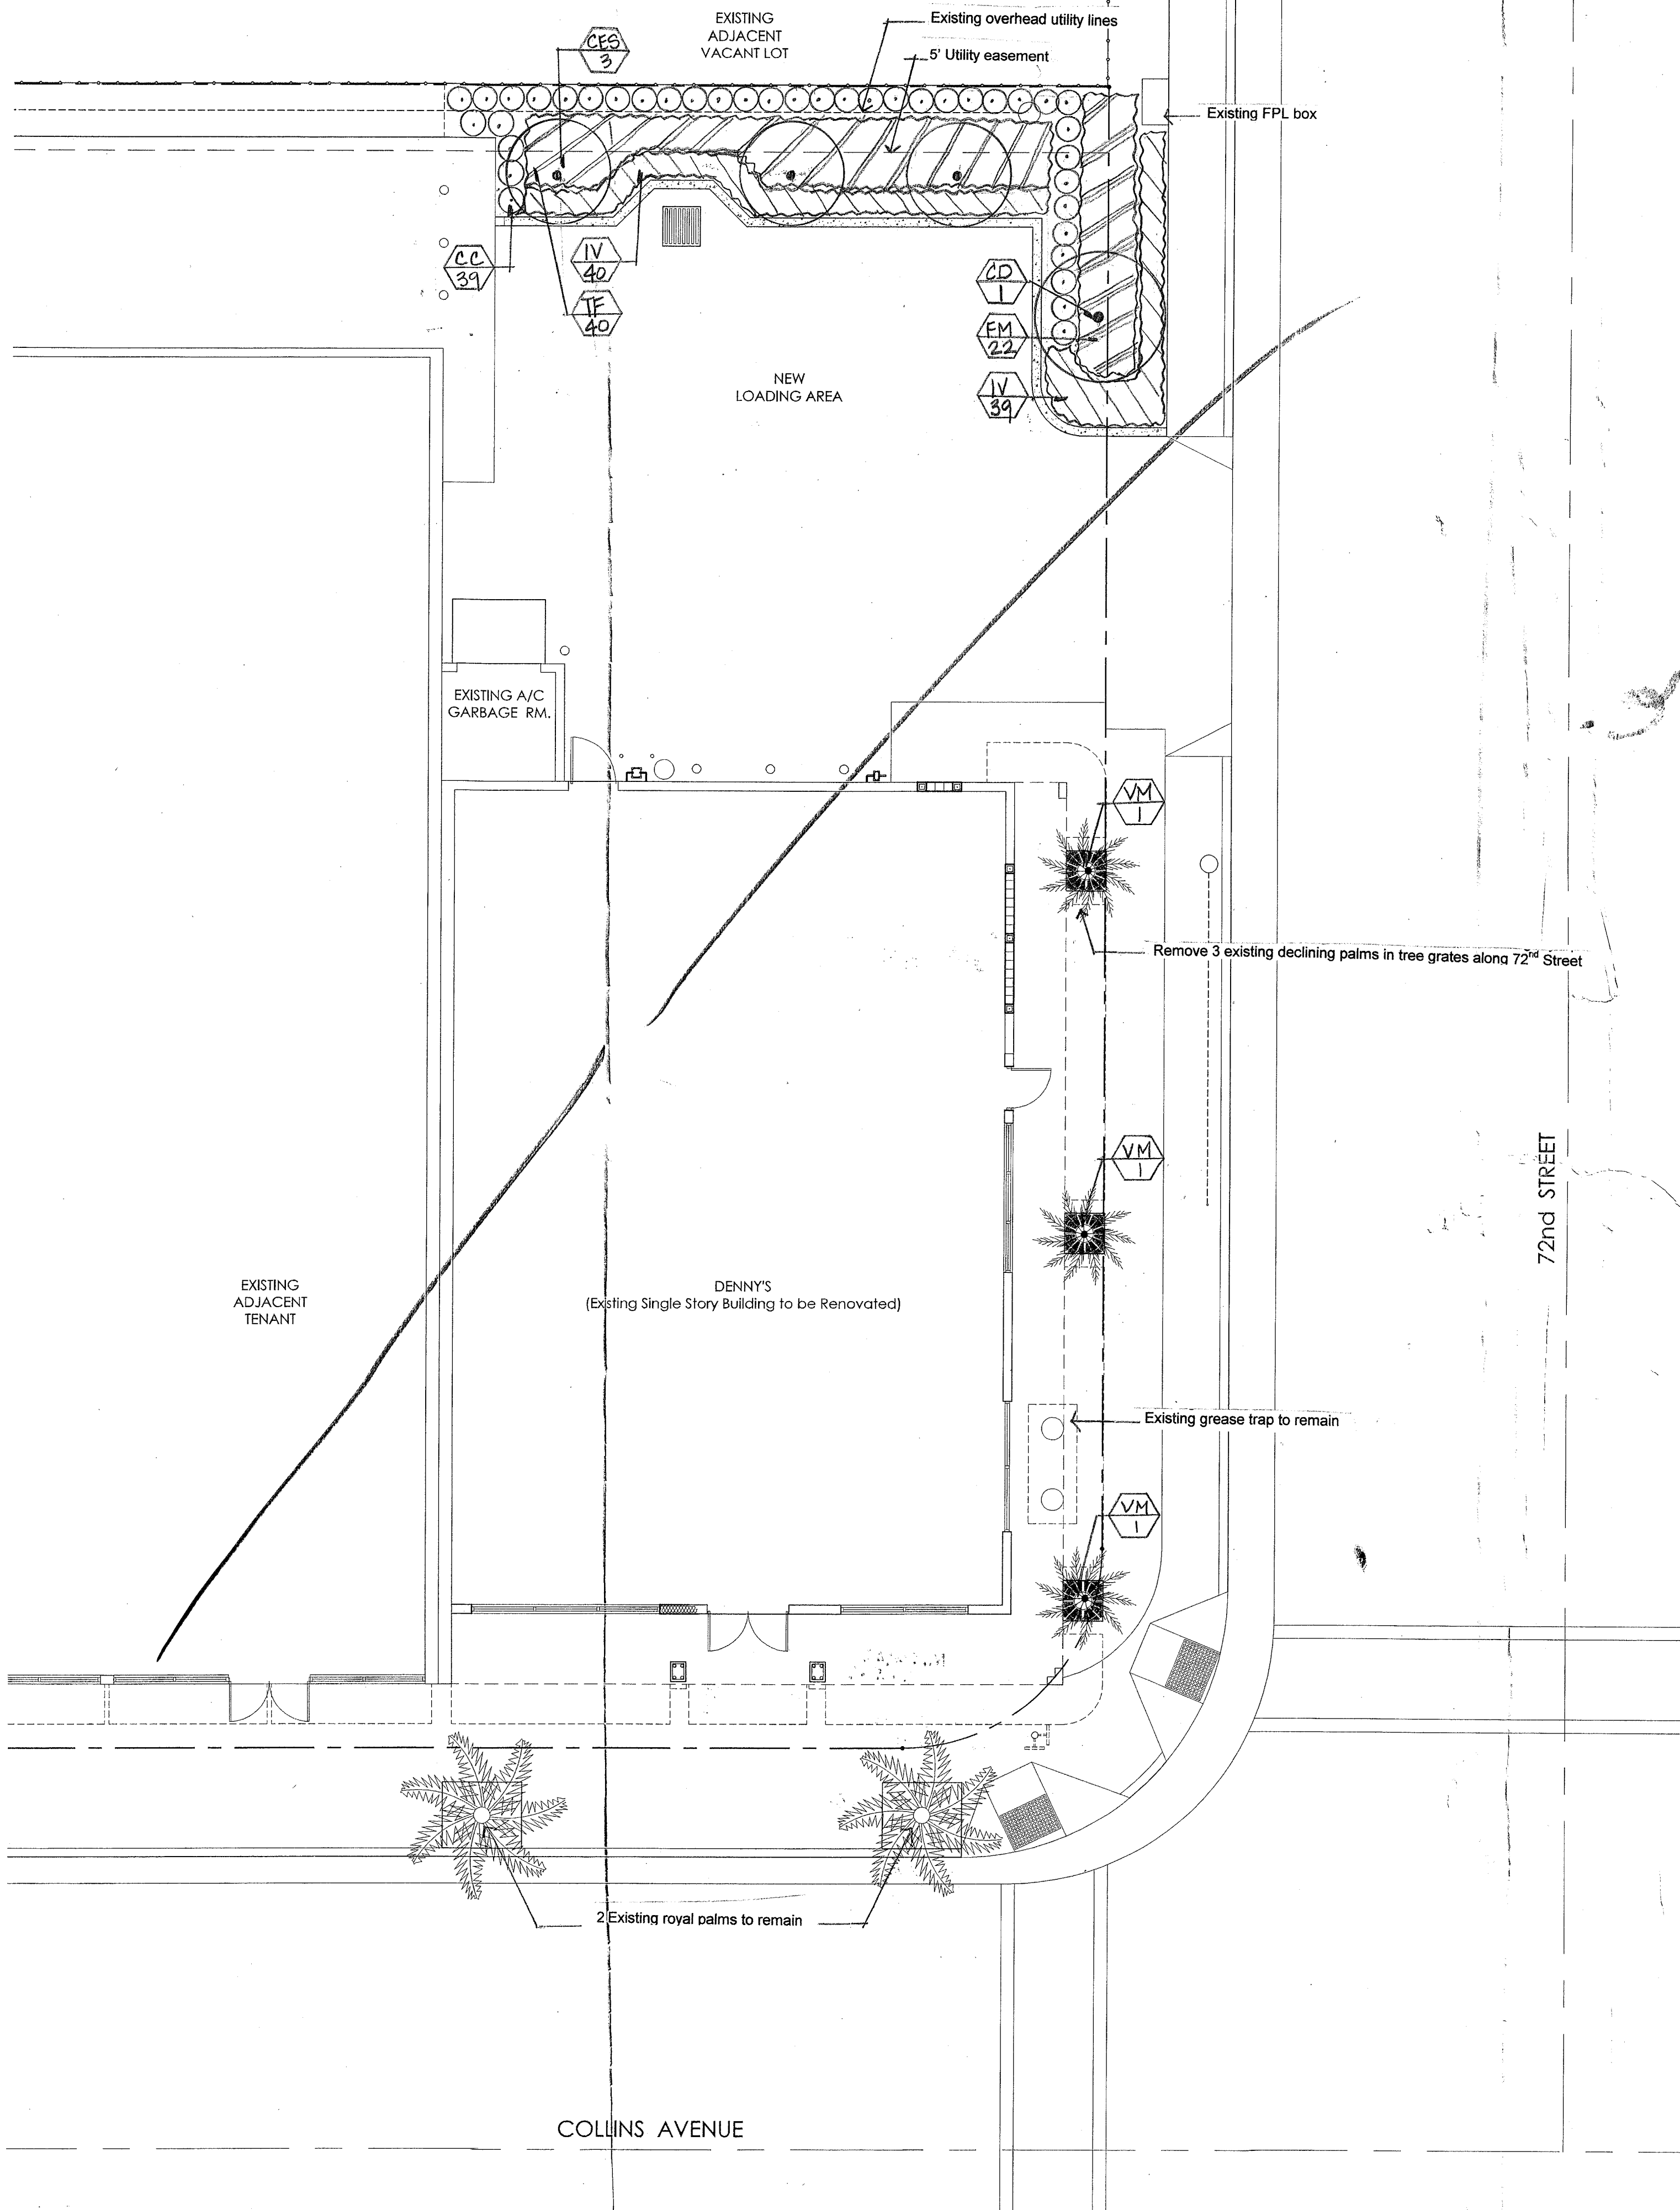 EXISTING
ADJACENT
VACANT LOT
Existing overhead utility lines
5' Utility easement
CES
3
Existing FPL box
CC
39
IV
40
TF
40
CD
1
FM
22
IV
39
NEW
LOADING AREA
EXISTING A/C
GARBAGE RM.
VM
1
Remove 3 existing declining palms in tree grates along 72nd Street
VM
1
72nd STREET
EXISTING
ADJACENT
TENANT
DENNY'S
(Existing Single Story Building to be Renovated)
Existing grease trap to remain
VM
1
2 Existing royal palms to remain
COLLINS AVENUE